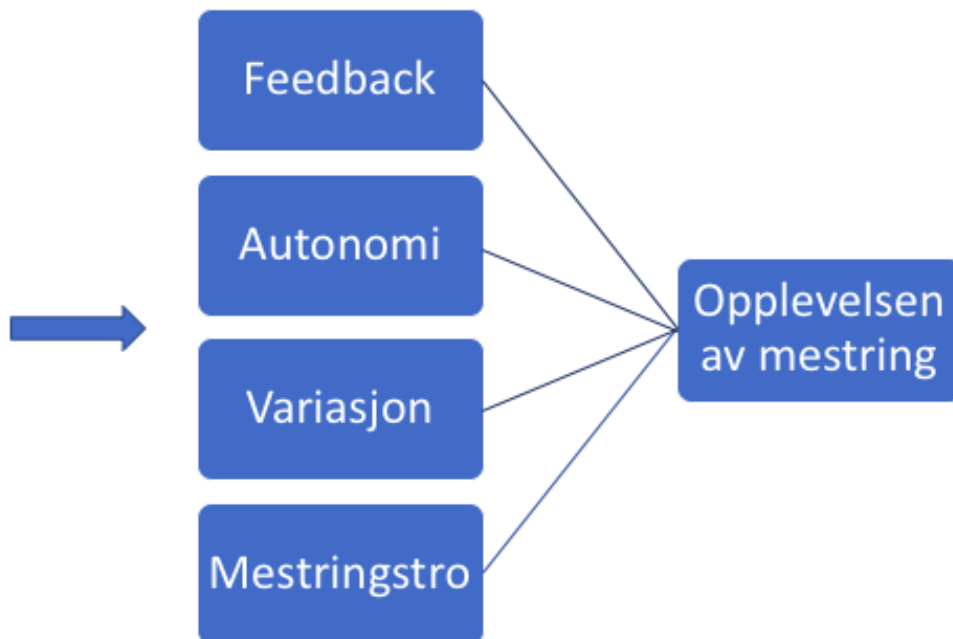 Feedback
Autonomi
Variasjon
Mestringstro
Opplevelsen
av mestring